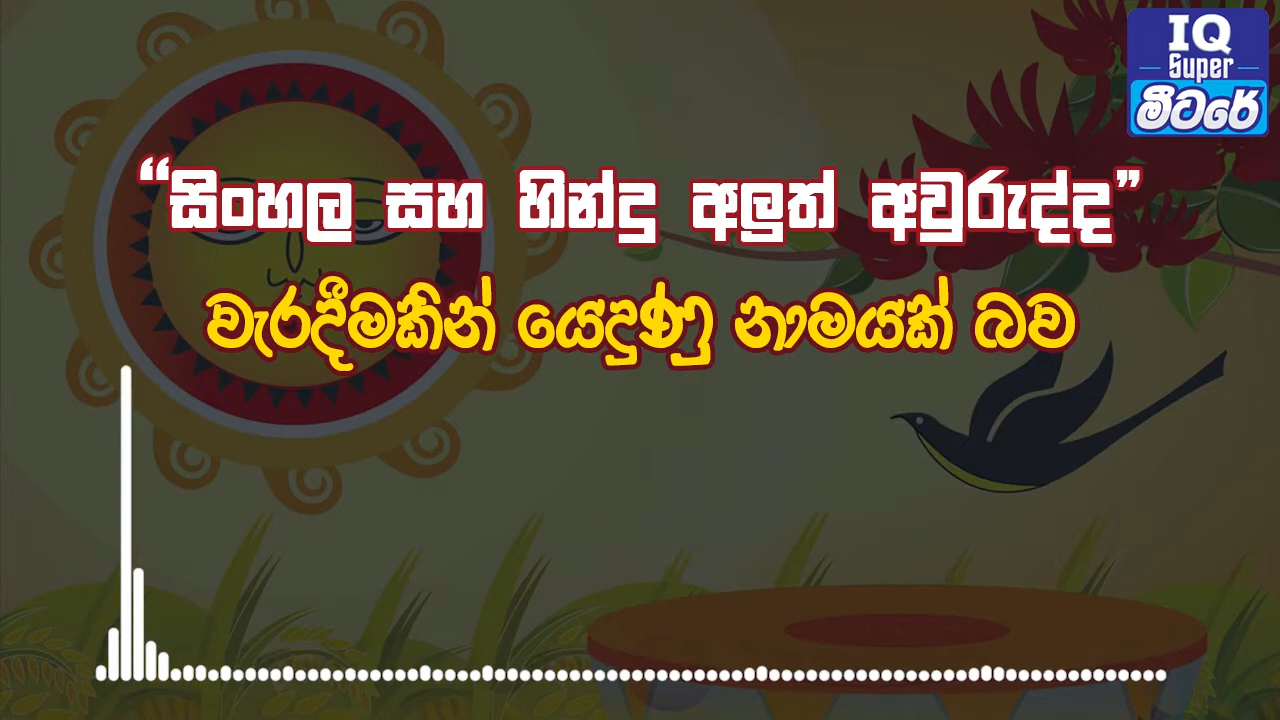 IQ
Super
මීටරේ
“සිංහල සහ හින්දු අලුත් අවුරුද්ද”
වැරදීමකින් යෙදුණු නාමයක් බව